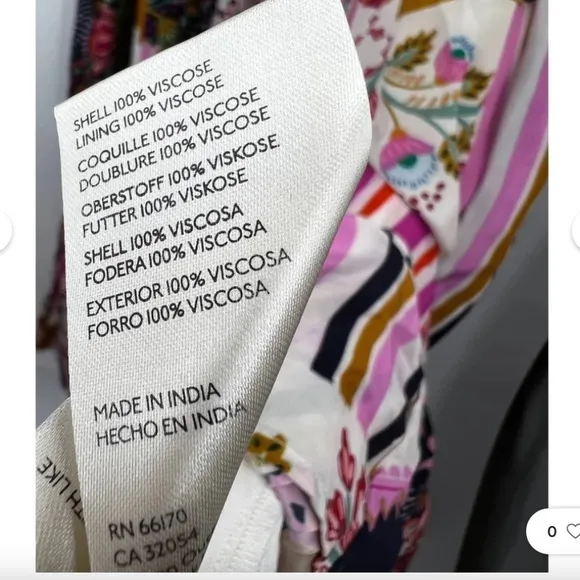 SHELL 100% VISCOSE
LINING 100% VISCOSE
COQUILLE 100% VISCOSE
DOUBLURE 100% VISCOSE
OBERSTOFF 100% VISKOSE
FUTTER 100% VISKOSE
SHELL 100% VISCOSA
FODERA 100% VISCOSA
EXTERIOR 100% VISCOSA
FORRO 100% VISCOSA
MADE IN INDIA
HECHO EN INDIA
RN 66170
CA 32054
LIKE
0